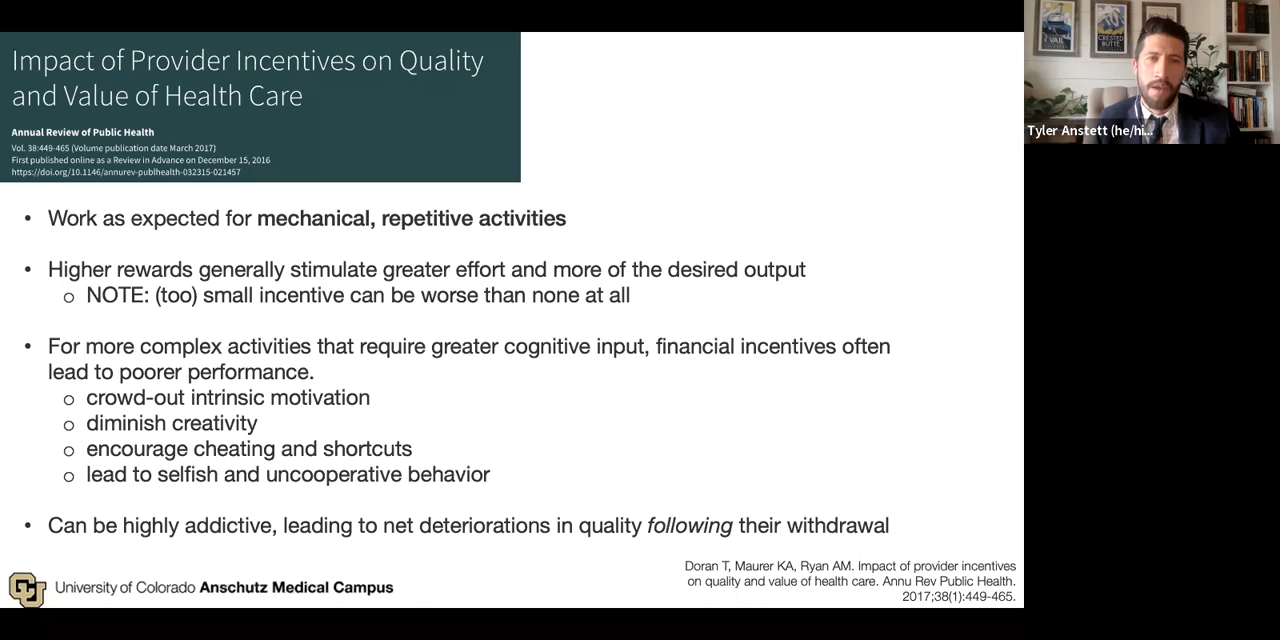 Impact of Provider Incentives on Quality
and Value of Health Care
Annual Review of Public Health
Vol. 38:449-465 (Volume publication date March 2017)
First published online as a Review in Advance on December 15, 2016
https://doi.org/10.1146/annurev-publhealth-032315-021457
• Work as expected for mechanical, repetitive activities
• Higher rewards generally stimulate greater effort and more of the desired output
o NOTE: (too) small incentive can be worse than none at all
• For more complex activities that require greater cognitive input, financial incentives often
lead to poorer performance.
o crowd-out intrinsic motivation
o diminish creativity
o encourage cheating and shortcuts
o lead to selfish and uncooperative behavior
• Can be highly addictive, leading to net deteriorations in quality following their withdrawal
Doran T, Maurer KA, Ryan AM. Impact of provider incentives
on quality and value of health care. Annu Rev Public Health.
2017;38(1):449-465.
CU
University of Colorado Anschutz Medical Campus
VAIL
CRESTED
BUTTE
Tyler Anstett (he/hi...